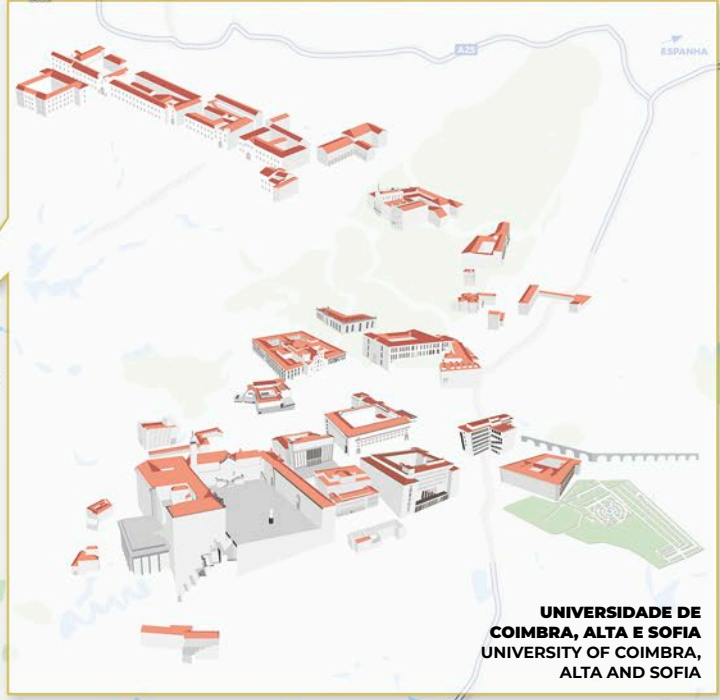 A25
ESPANHA
UNIVERSIDADE DE
COIMBRA, ALTA E SOFIA
UNIVERSITY OF COIMBRA,
ALTA AND SOFIA